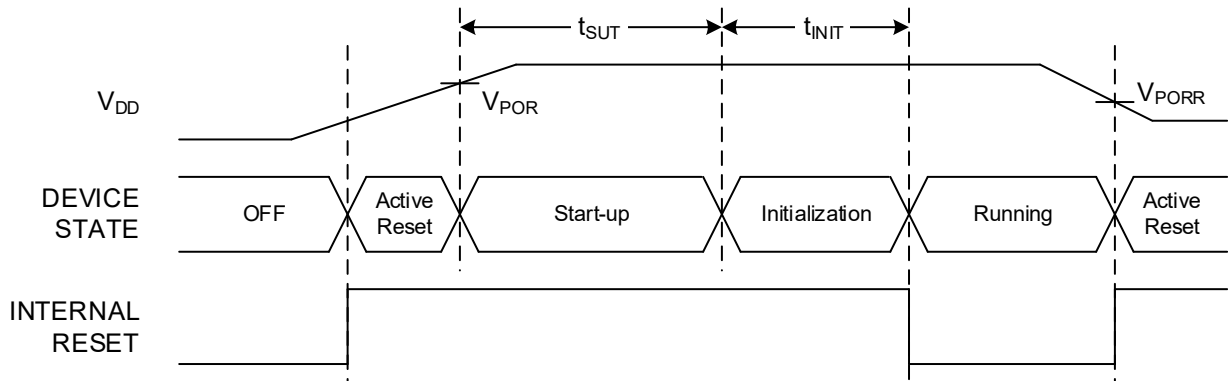 tSUT
tINIT
VDD
VPOR
VPORR
DEVICE
STATE
OFF
Active
Reset
Start-up
Initialization
Running
Active
Reset
INTERNAL
RESET